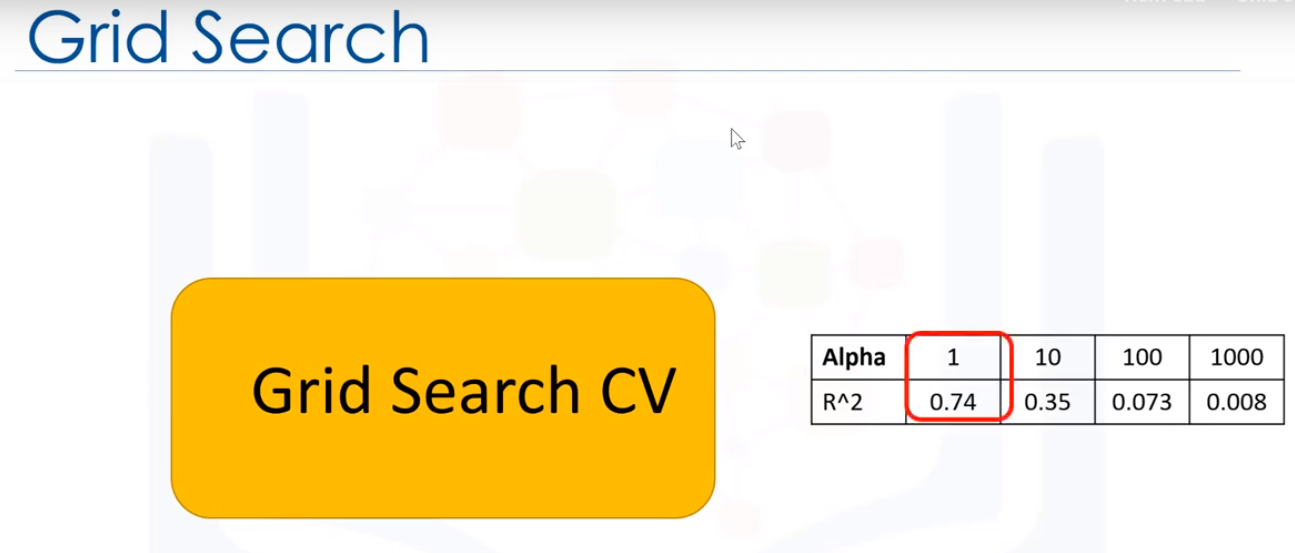 Grid Search
Grid Search CV
Alpha 1 10 100 1000
R^2 0.74 0.35 0.073 0.008